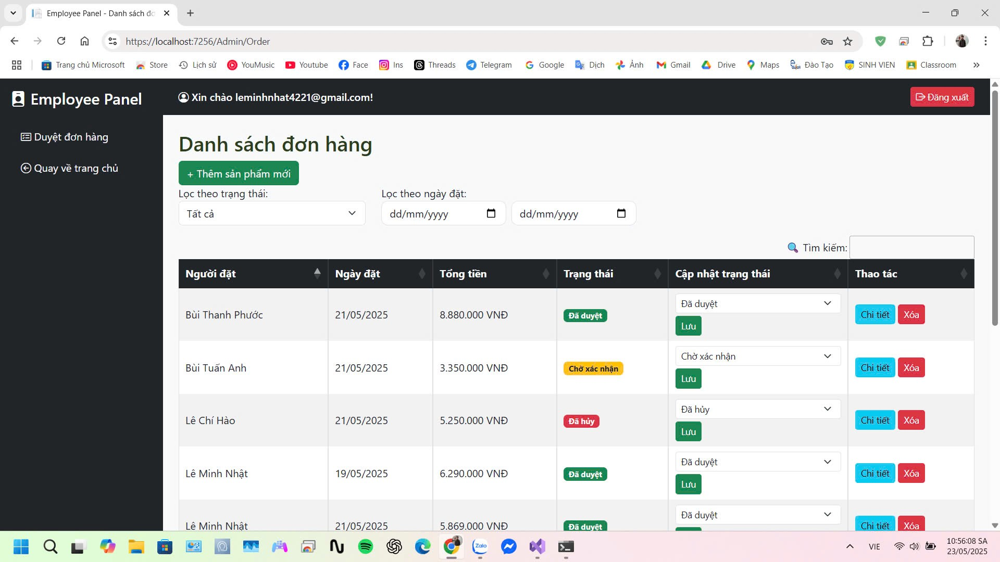 Employee Panel - Danh sách đơ
https://localhost:7256/Admin/Order
Trang chủ Microsoft Store Lịch sử YouMusic Youtube Face Ins Threads Telegram Google Dịch Ảnh Gmail Drive Maps Đào Tạo SINH VIEN Classroom
Employee Panel
Xin chào leminhnhat4221@gmail.com!
Đăng xuất
Duyệt đơn hàng
Quay về trang chủ
Danh sách đơn hàng
+ Thêm sản phẩm mới
Lọc theo trạng thái: Lọc theo ngày đặt:
Tất cả dd/mm/yyyy dd/mm/yyyy
Tìm kiếm:
Người đặt Ngày đặt Tổng tiền Trạng thái Cập nhật trạng thái Thao tác
Bùi Thanh Phước 21/05/2025 8.880.000 VNĐ Đã duyệt Đã duyệt Chi tiết Xóa
Lưu
Bùi Tuấn Anh 21/05/2025 3.350.000 VNĐ Chờ xác nhận Chờ xác nhận Chi tiết Xóa
Lưu
Lê Chí Hào 21/05/2025 5.250.000 VNĐ Đã hủy Đã hủy Chi tiết Xóa
Lưu
Lê Minh Nhật 19/05/2025 6.290.000 VNĐ Đã duyệt Đã duyệt Chi tiết Xóa
Lưu
Lê Minh Nhật 21/05/2025 5.869.000 VNĐ Đã duyệt Đã duyệt Chi tiết Xóa
Zalo
VIE
10:56:08 SA
23/05/2025